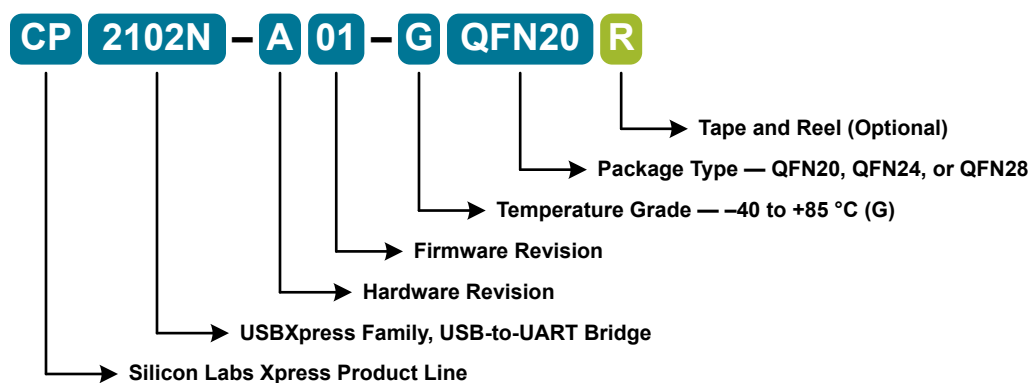 CP 2102N – A 01 – G QFN20 R
Tape and Reel (Optional)
Package Type — QFN20, QFN24, or QFN28
Temperature Grade — –40 to +85 °C (G)
Firmware Revision
Hardware Revision
USBXpress Family, USB-to-UART Bridge
Silicon Labs Xpress Product Line